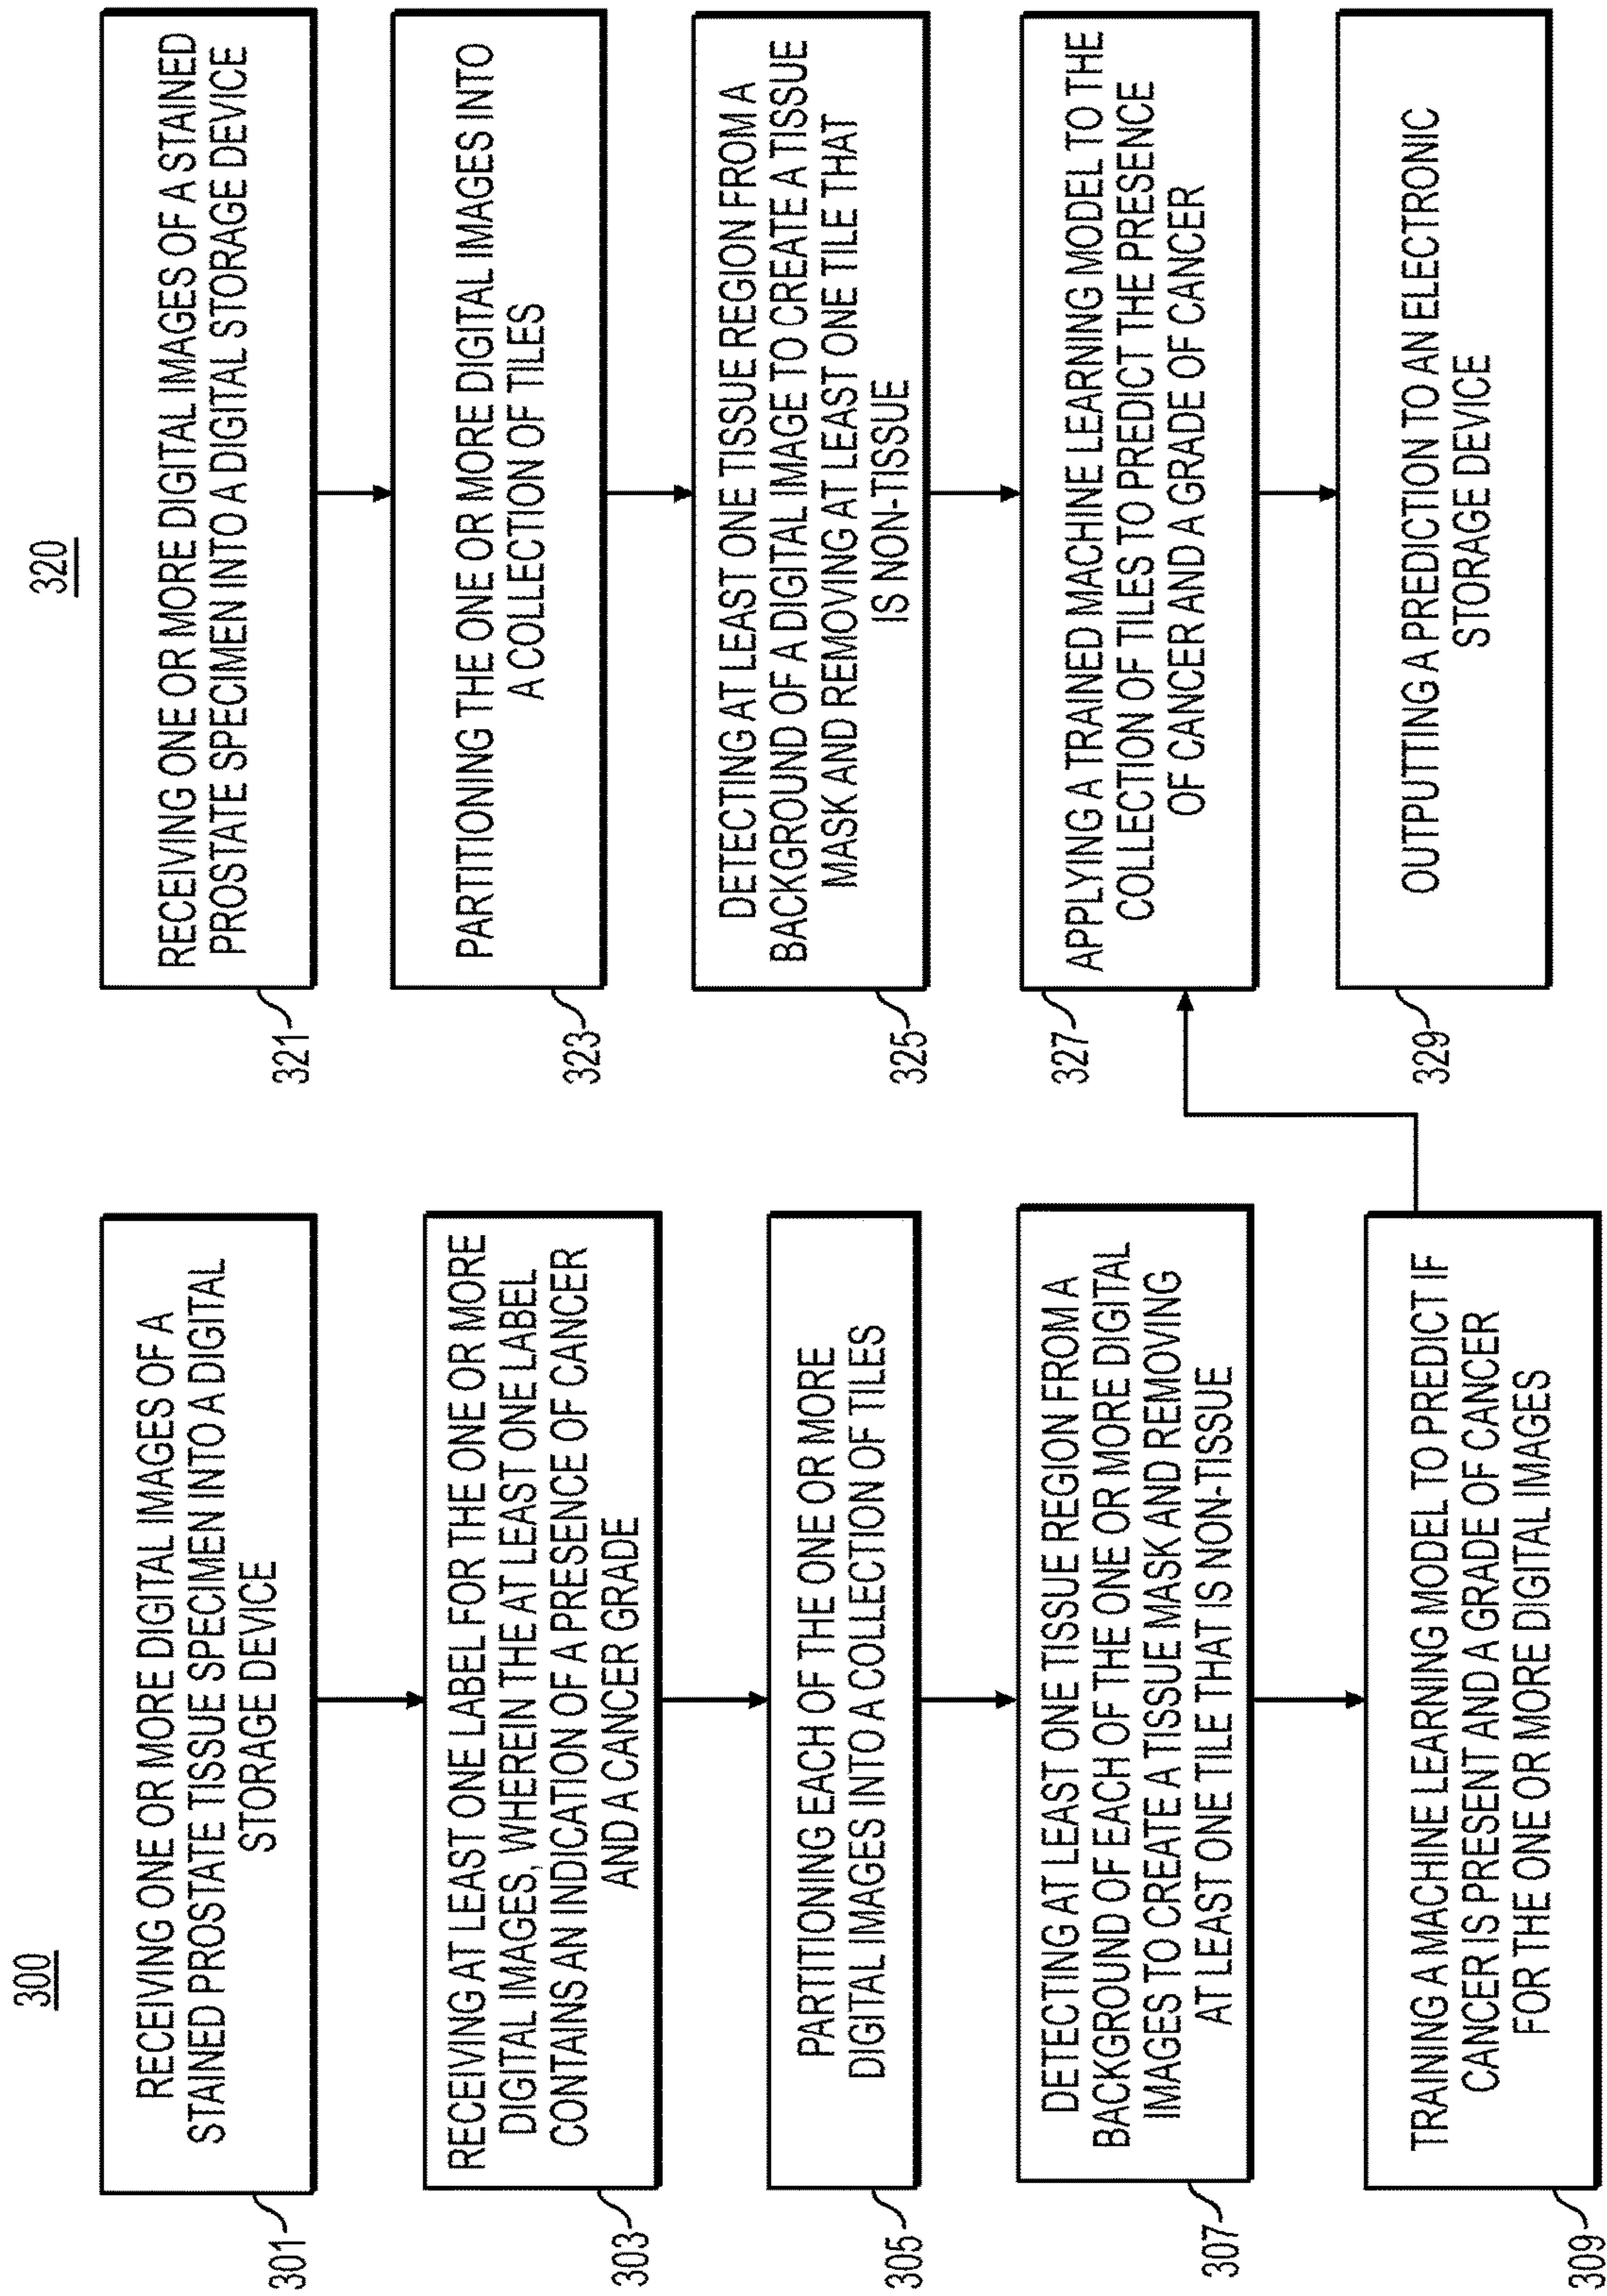 300
RECEIVING ONE OR MORE DIGITAL IMAGES OF A
STAINED PROSTATE TISSUE SPECIMEN INTO A DIGITAL
STORAGE DEVICE
301
RECEIVING AT LEAST ONE LABEL FOR THE ONE OR MORE
DIGITAL IMAGES, WHEREIN THE AT LEAST ONE LABEL
CONTAINS AN INDICATION OF A PRESENCE OF CANCER
AND A CANCER GRADE
303
PARTITIONING EACH OF THE ONE OR MORE
DIGITAL IMAGES INTO A COLLECTION OF TILES
305
DETECTING AT LEAST ONE TISSUE REGION FROM A
BACKGROUND OF EACH OF THE ONE OR MORE DIGITAL
IMAGES TO CREATE A TISSUE MASK AND REMOVING
AT LEAST ONE TILE THAT IS NON-TISSUE
307
TRAINING A MACHINE LEARNING MODEL TO PREDICT IF
CANCER IS PRESENT AND A GRADE OF CANCER
FOR THE ONE OR MORE DIGITAL IMAGES
309
320
RECEIVING ONE OR MORE DIGITAL IMAGES OF A STAINED
PROSTATE SPECIMEN INTO A DIGITAL STORAGE DEVICE
321
PARTITIONING THE ONE OR MORE DIGITAL IMAGES INTO
A COLLECTION OF TILES
323
DETECTING AT LEAST ONE TISSUE REGION FROM A
BACKGROUND OF A DIGITAL IMAGE TO CREATE A TISSUE
MASK AND REMOVING AT LEAST ONE TILE THAT
IS NON-TISSUE
325
APPLYING A TRAINED MACHINE LEARNING MODEL TO THE
COLLECTION OF TILES TO PREDICT THE PRESENCE
OF CANCER AND A GRADE OF CANCER
327
OUTPUTTING A PREDICTION TO AN ELECTRONIC
STORAGE DEVICE
329